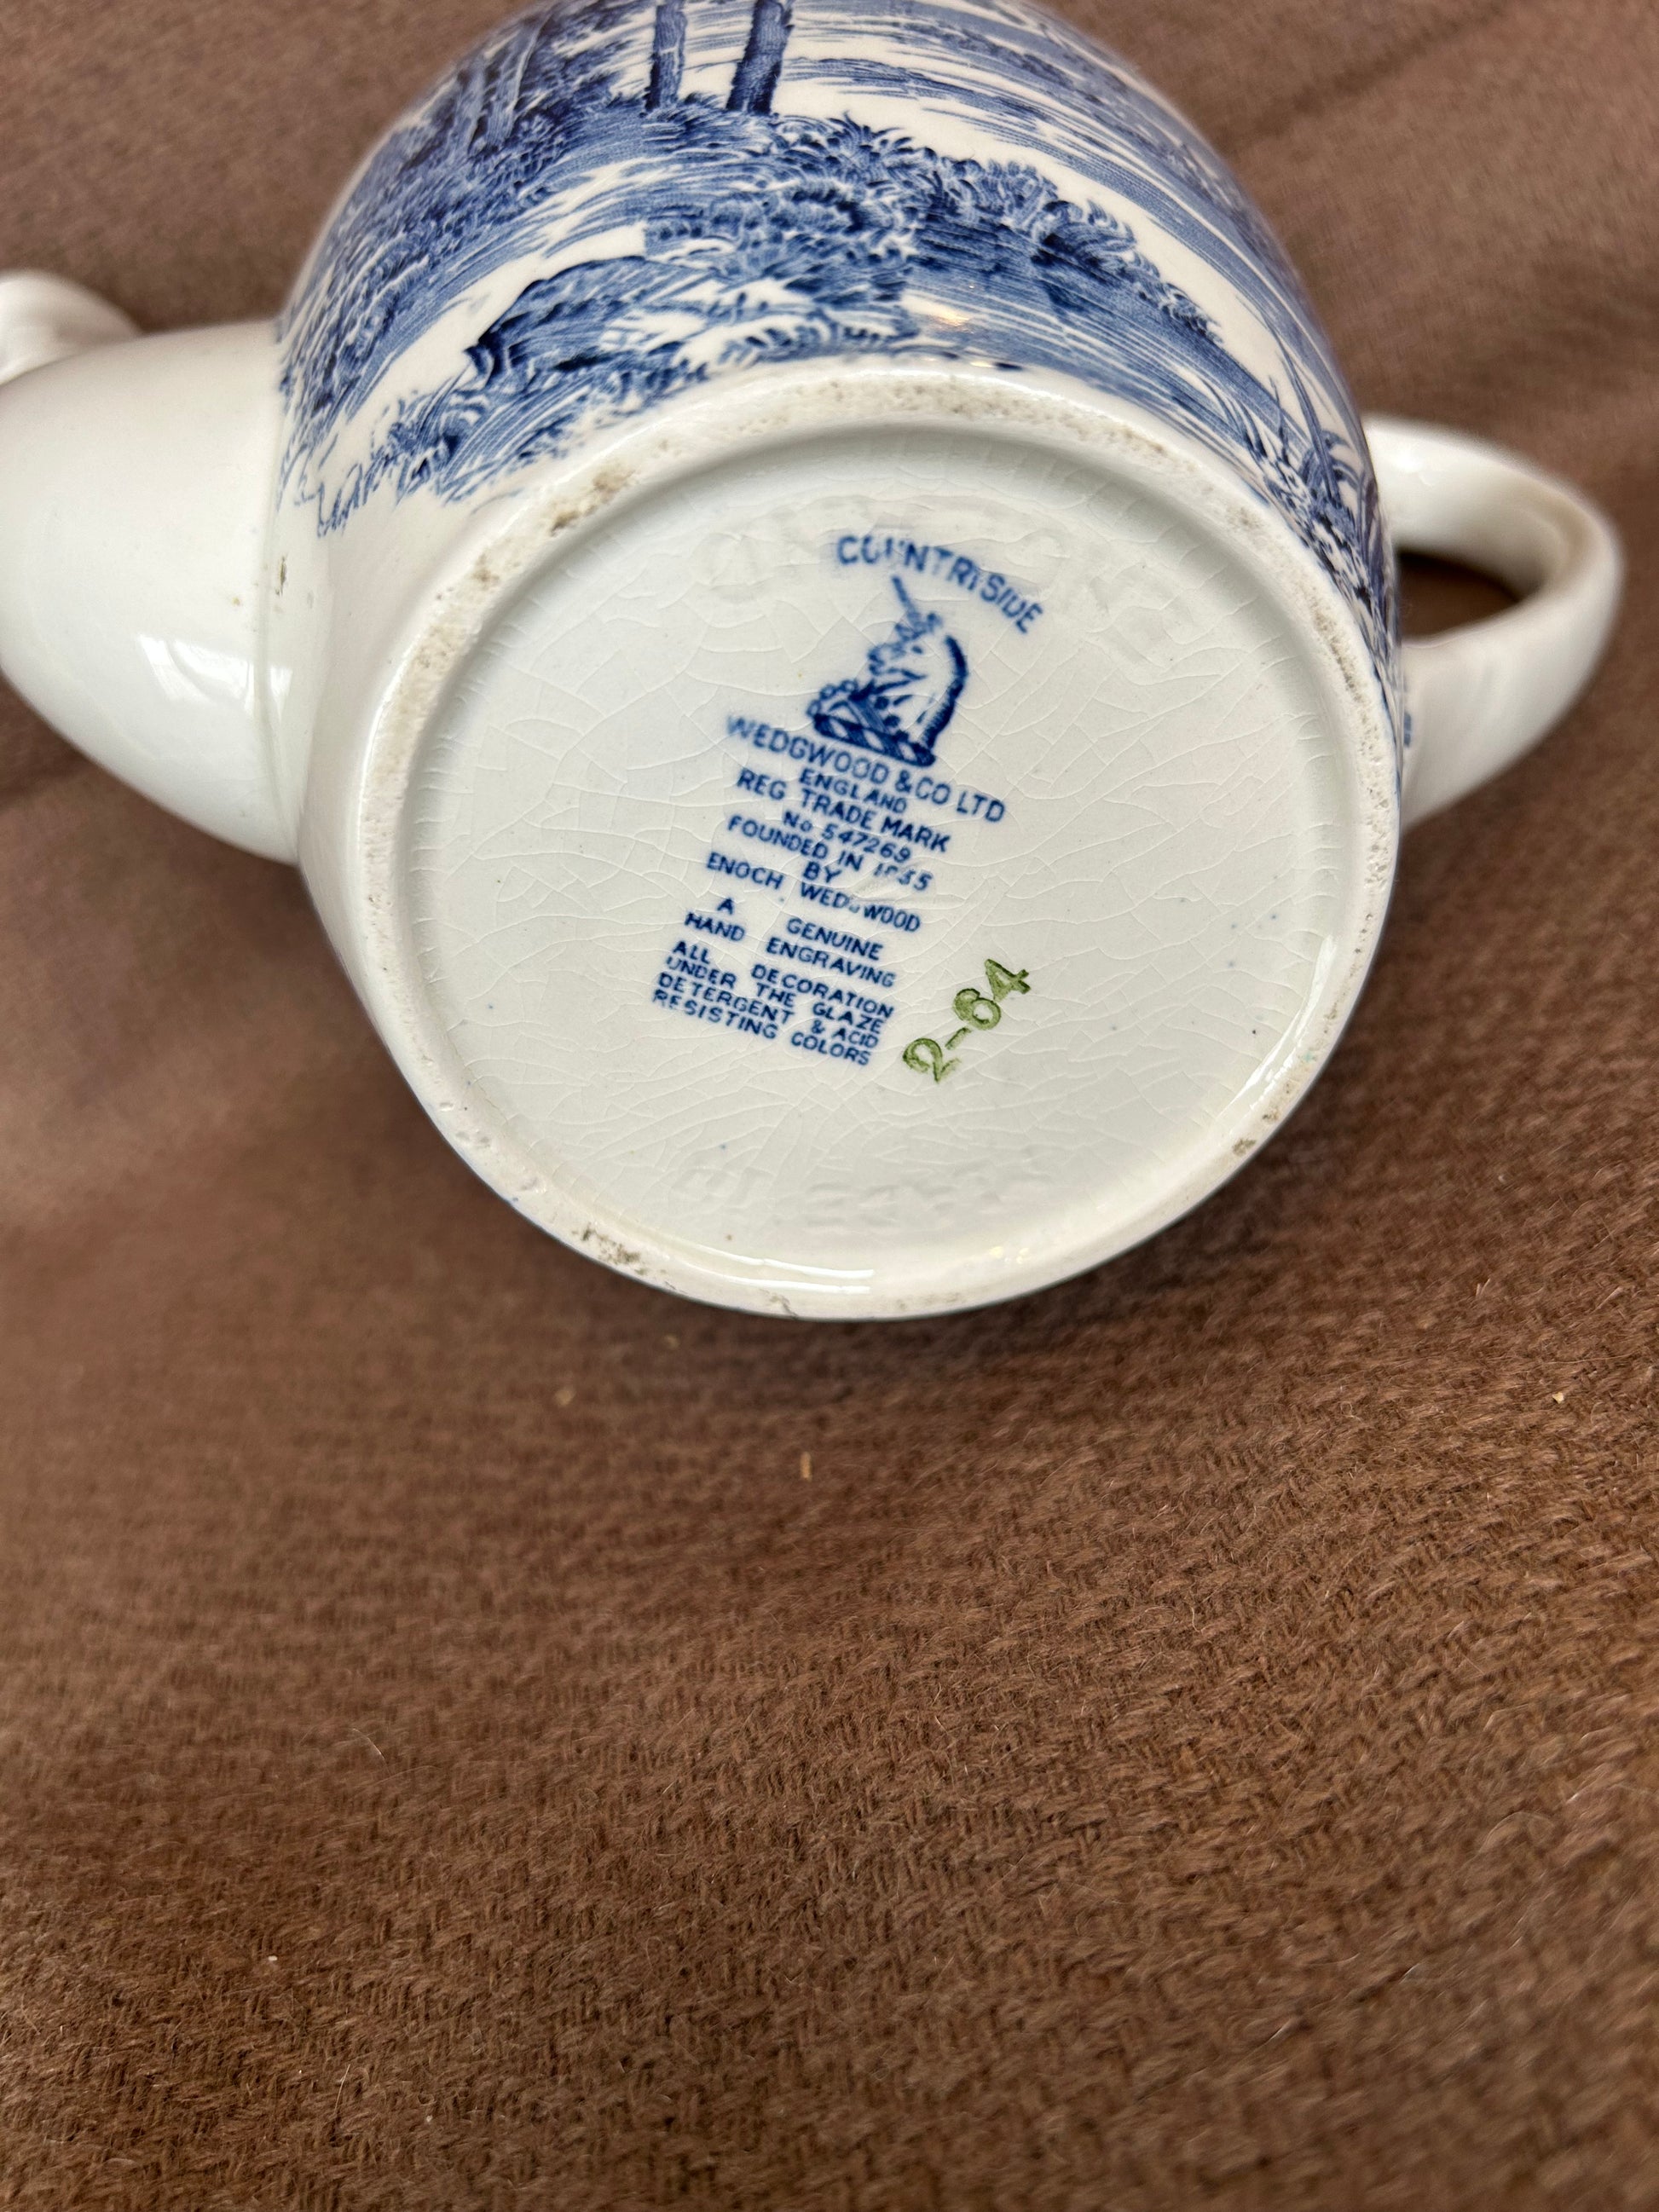 COUNTRYSIDE
WEDGWOOD & CO LTD
ENGLAND
REG TRADE MARK
No 547269
FOUNDED IN
BY
ENOCH WEDGWOOD
A GENUINE
HAND ENGRAVING
ALL DECORATION
UNDER THE GLAZE
DETERGENT & ACID
RESISTING COLORS
2-64